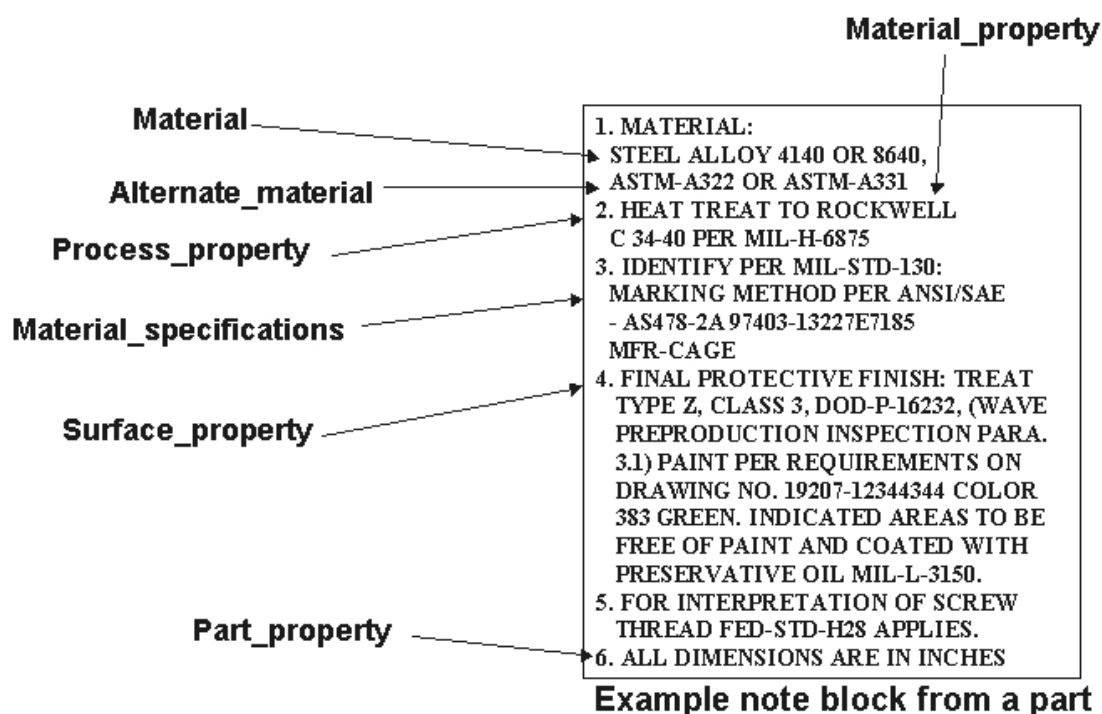 Material_property
Material
Alternate_material
Process_property
Material_specifications
Surface_property
Part_property
1. MATERIAL:
STEEL ALLOY 4140 OR 8640,
ASTM-A322 OR ASTM-A331
2. HEAT TREAT TO ROCKWELL
C 34-40 PER MIL-H-6875
3. IDENTIFY PER MIL-STD-130:
MARKING METHOD PER ANSI/SAE
- AS478-2A 97403-13227E7185
MFR-CAGE
4. FINAL PROTECTIVE FINISH: TREAT
TYPE Z, CLASS 3, DOD-P-16232, (WAVE
PREPRODUCTION INSPECTION PARA.
3.1) PAINT PER REQUIREMENTS ON
DRAWING NO. 19207-12344344 COLOR
383 GREEN. INDICATED AREAS TO BE
FREE OF PAINT AND COATED WITH
PRESERVATIVE OIL MIL-L-3150.
5. FOR INTERPRETATION OF SCREW
THREAD FED-STD-H28 APPLIES.
6. ALL DIMENSIONS ARE IN INCHES
Example note block from a part